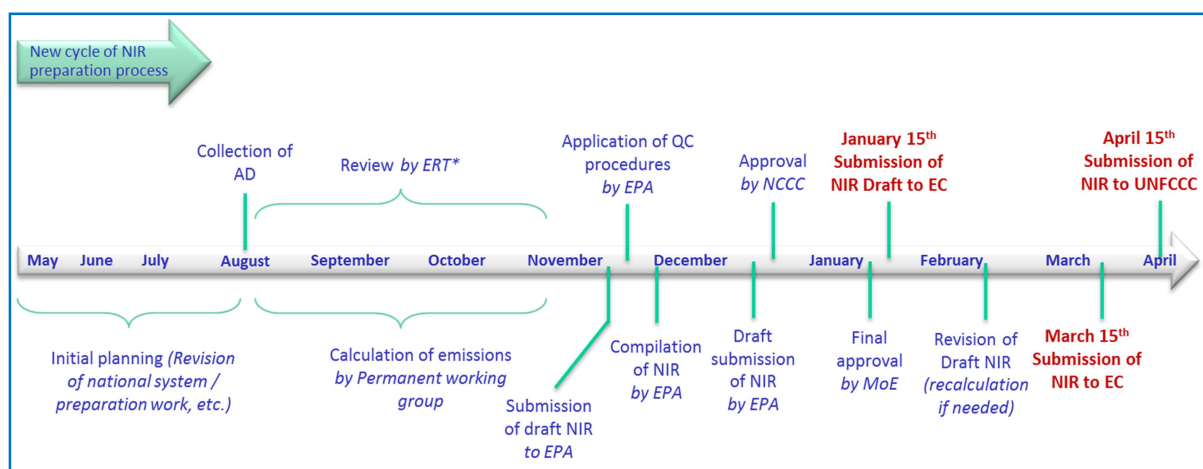 New cycle of NIR
preparation process
Collection of
AD
Review by ERT*
Application of QC
procedures
by EPA
Approval
by NCCC
January 15th
Submission of
NIR Draft to EC
April 15th
Submission of
NIR to UNFCCC
May June July August September October November December January February March April
Initial planning (Revision
of national system /
preparation work, etc.)
Calculation of emissions
by Permanent working
group
Submission
of draft NIR
to EPA
Compilation
of NIR
by EPA
Draft
submission
of NIR
by EPA
Final
approval
by MoE
Revision of
Draft NIR
(recalculation
if needed)
March 15th
Submission of
NIR to EC